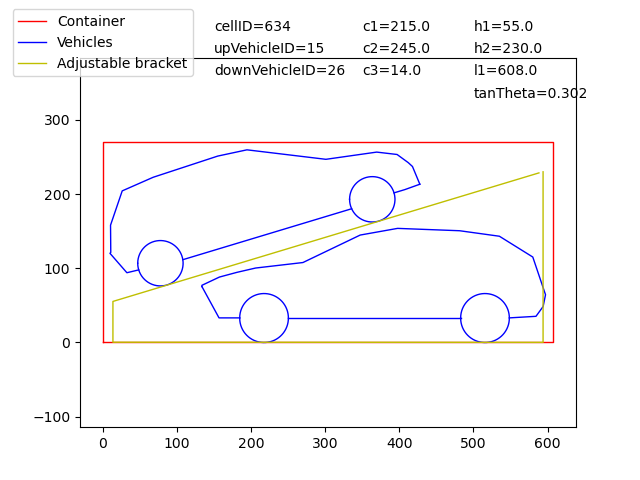 Container
Vehicles
Adjustable bracket
cellID=634 c1=215.0 h1=55.0
upVehicleID=15 c2=245.0 h2=230.0
downVehicleID=26 c3=14.0 l1=608.0
tanTheta=0.302
300
200
100
0
−100
0 100 200 300 400 500 600